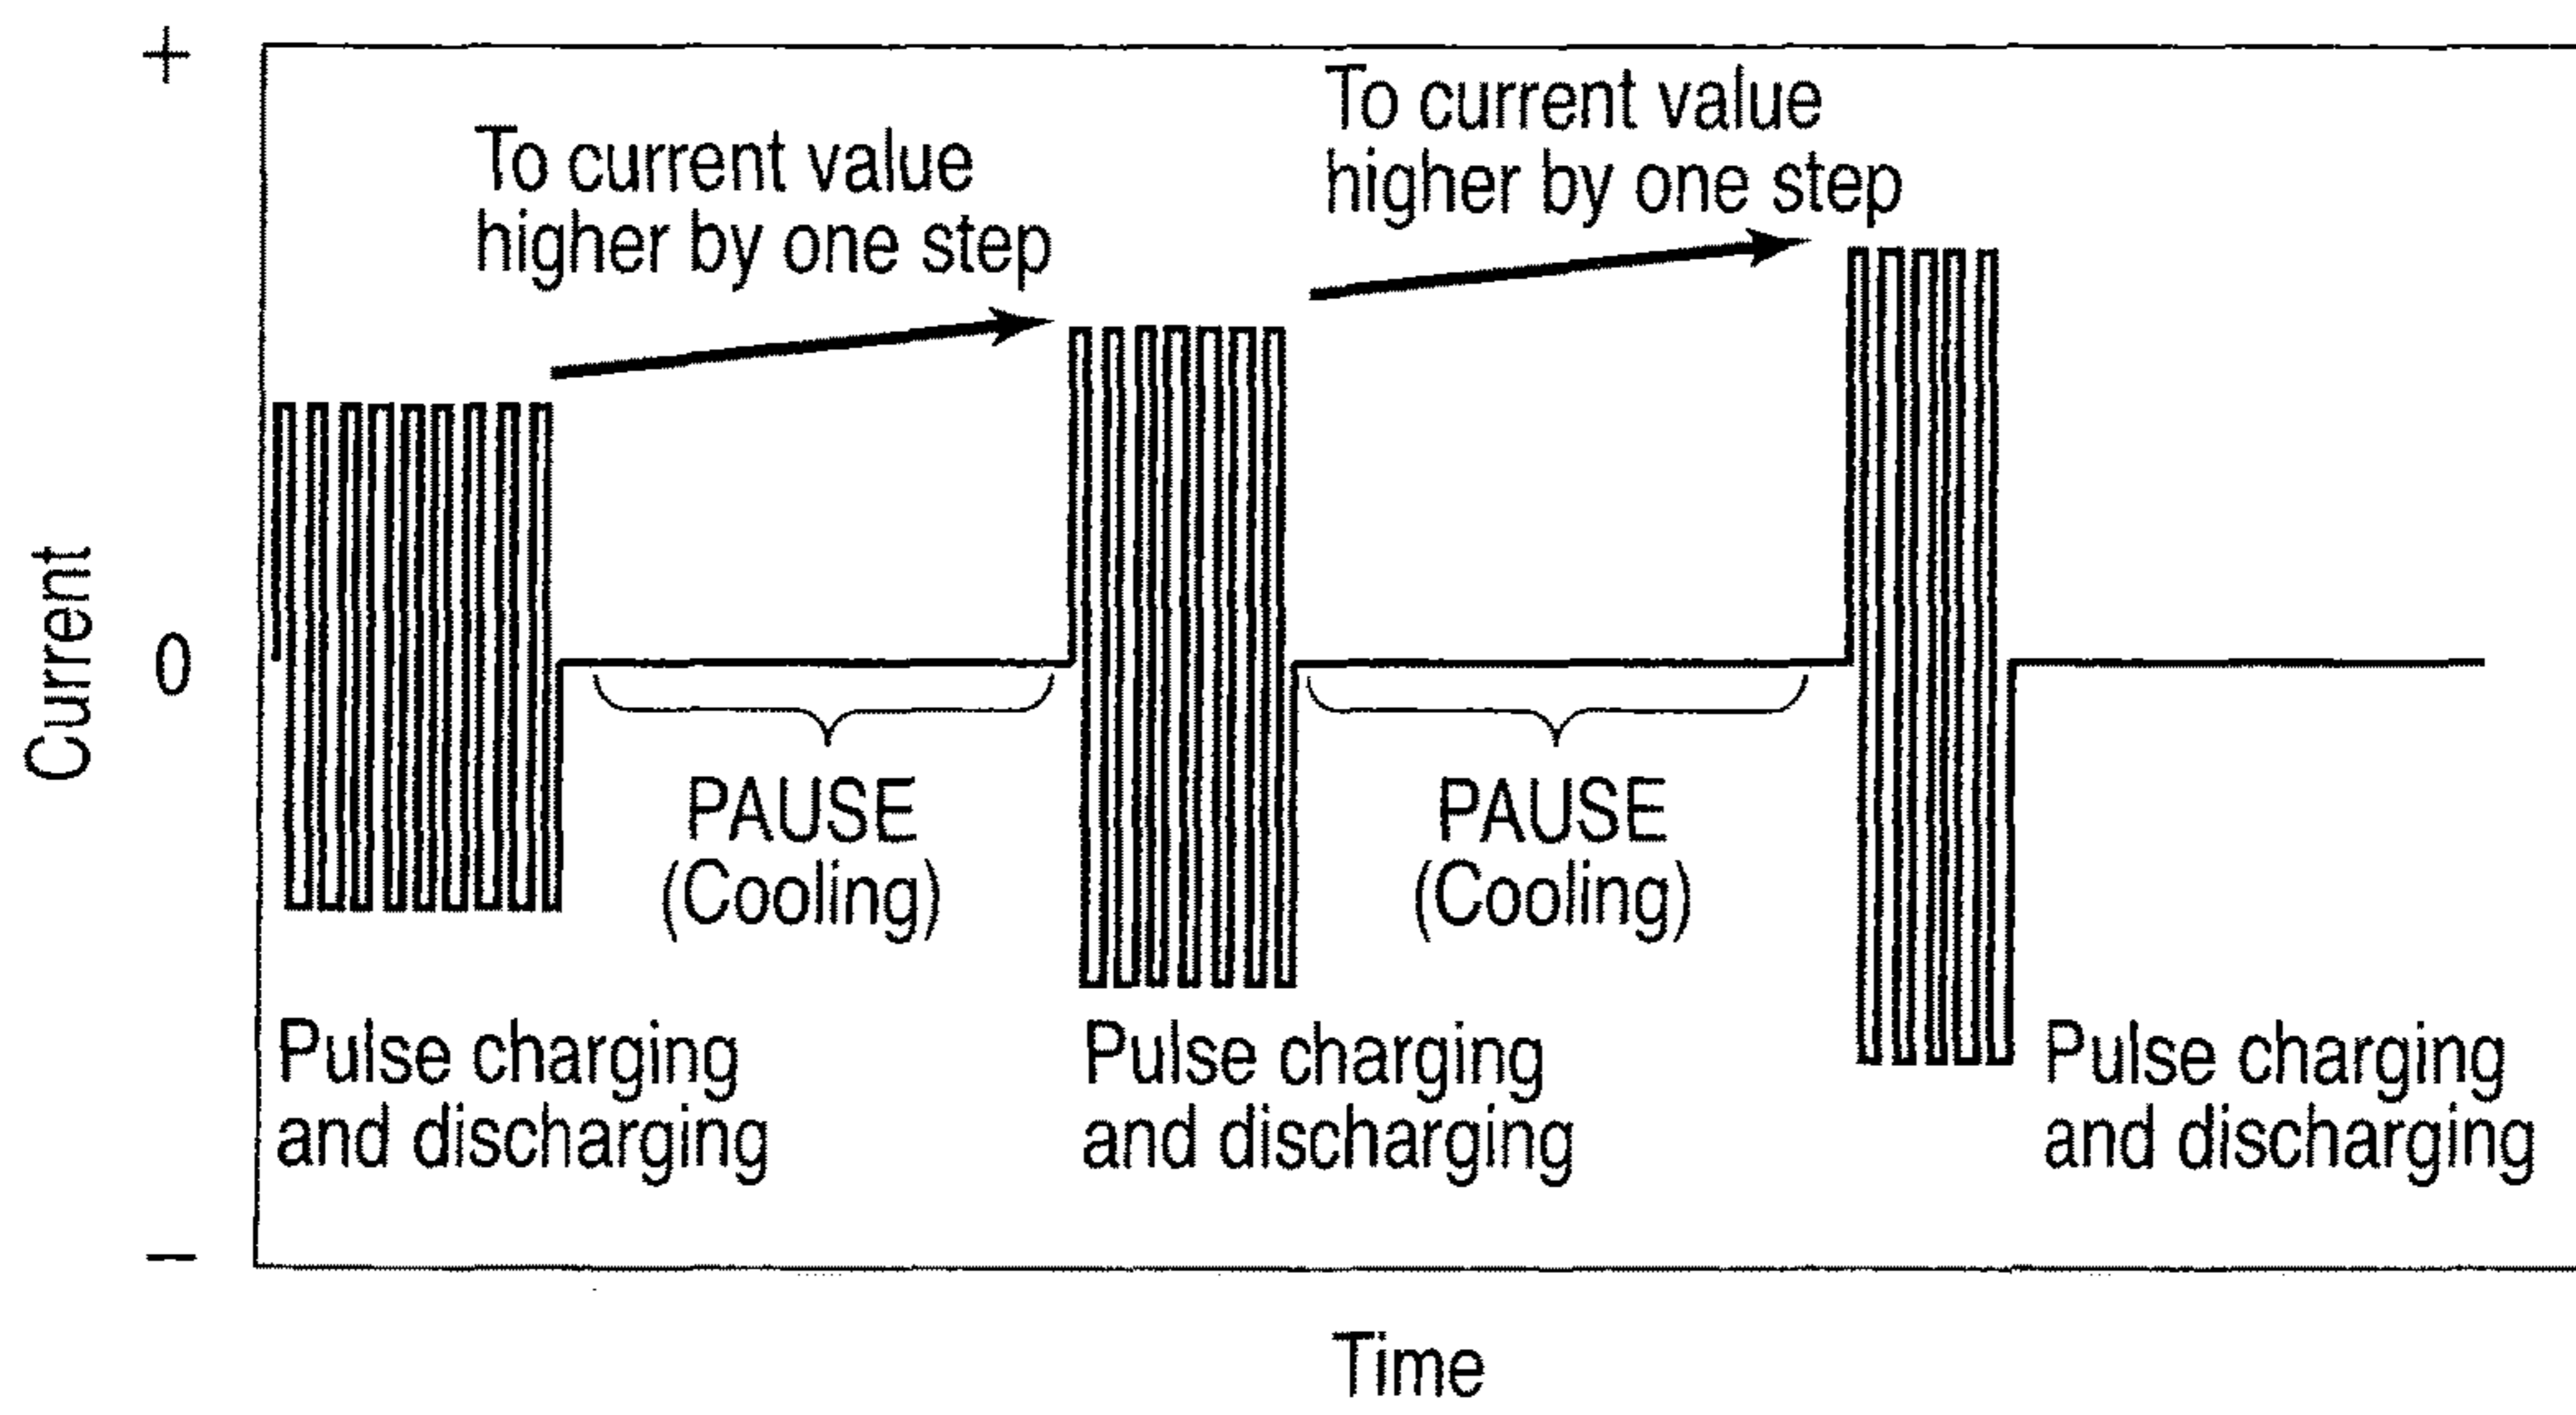 +
To current value
higher by one step
To current value
higher by one step
Current
0
PAUSE
(Cooling)
PAUSE
(Cooling)
Pulse charging
and discharging
Pulse charging
and discharging
Pulse charging
and discharging
−
Time